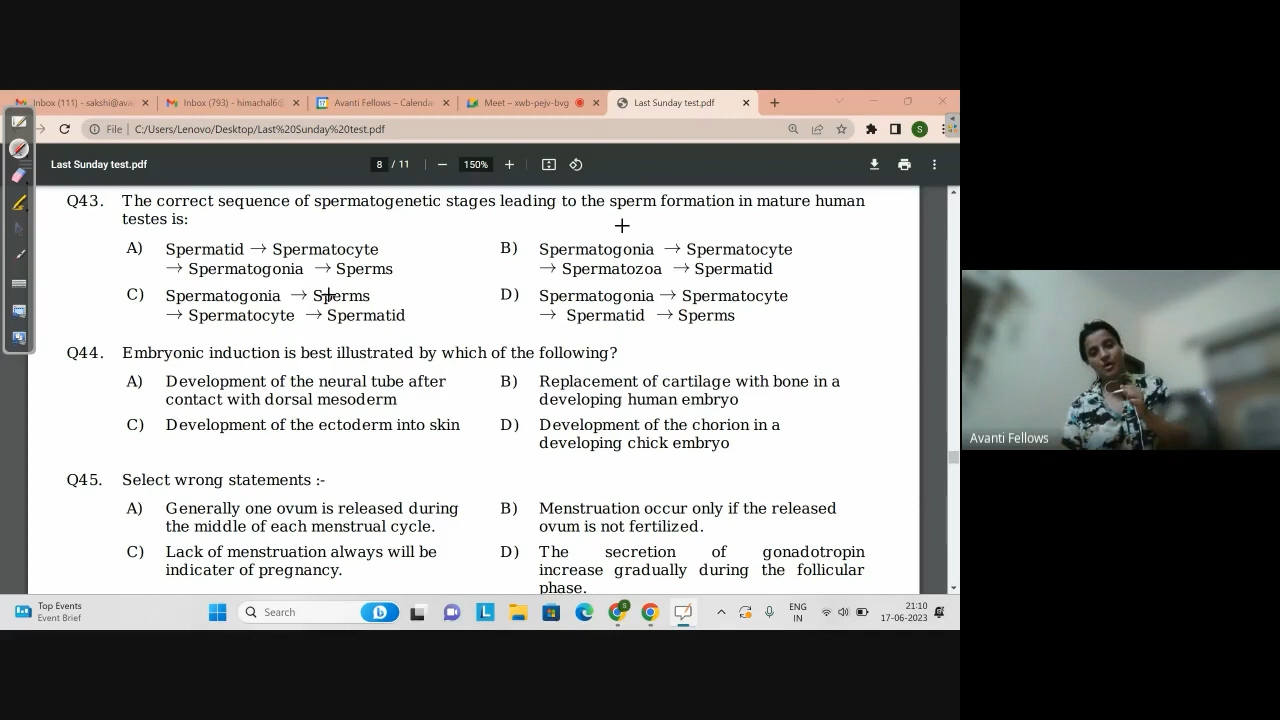 Inbox (111) - sakshi@ava
Inbox (793) - himachal6@
Avanti Fellows – Calenda
Meet – xwb-pejv-bvg
Last Sunday test.pdf
File
C:/Users/Lenovo/Desktop/Last%20Sunday%20test.pdf
S
Last Sunday test.pdf
8 / 11
150%
Q43. The correct sequence of spermatogenetic stages leading to the sperm formation in mature human
testes is:
A) Spermatid → Spermatocyte
→ Spermatogonia → Sperms
B) Spermatogonia → Spermatocyte
→ Spermatozoa → Spermatid
C) Spermatogonia → Sperms
→ Spermatocyte → Spermatid
D) Spermatogonia → Spermatocyte
→ Spermatid → Sperms
Q44. Embryonic induction is best illustrated by which of the following?
A) Development of the neural tube after
contact with dorsal mesoderm
B) Replacement of cartilage with bone in a
developing human embryo
C) Development of the ectoderm into skin
D) Development of the chorion in a
developing chick embryo
Q45. Select wrong statements :-
A) Generally one ovum is released during
the middle of each menstrual cycle.
B) Menstruation occur only if the released
ovum is not fertilized.
C) Lack of menstruation always will be
indicater of pregnancy.
D) The secretion of gonadotropin
increase gradually during the follicular
phase.
Avanti Fellows
Top Events
Event Brief
Search
ENG
IN
21:10
17-06-2023